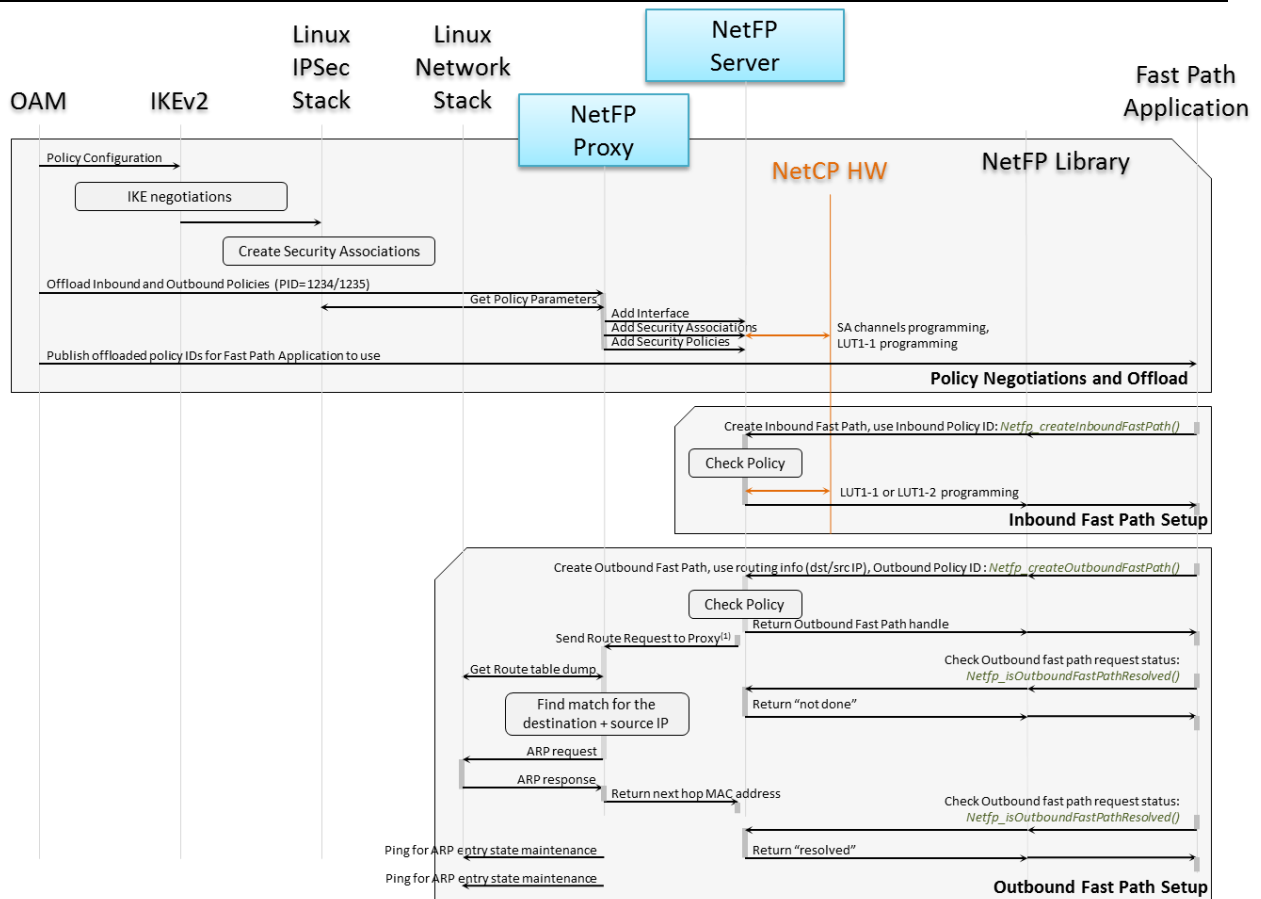 Linux
IPSec
Stack
Linux
Network
Stack
NetFP
Server
OAM
IKEv2
NetFP
Proxy
Fast Path
Application
Policy Configuration
NetFP Library
NetCP HW
IKE negotiations
Create Security Associations
Offload Inbound and Outbound Policies (PID=1234/1235)
Get Policy Parameters
Add Interface
Add Security Associations
SA channels programming,
LUT1-1 programming
Add Security Policies
Publish offloaded policy IDs for Fast Path Application to use
Policy Negotiations and Offload
Create Inbound Fast Path, use Inbound Policy ID: Netfp_createInboundFastPath()
Check Policy
LUT1-1 or LUT1-2 programming
Inbound Fast Path Setup
Create Outbound Fast Path, use routing info (dst/src IP), Outbound Policy ID : Netfp_createOutboundFastPath()
Check Policy
Return Outbound Fast Path handle
Send Route Request to Proxy(1)
Get Route table dump
Check Outbound fast path request status:
Netfp_isOutboundFastPathResolved()
Find match for the
destination + source IP
Return “not done”
ARP request
ARP response
Return next hop MAC address
Check Outbound fast path request status:
Netfp_isOutboundFastPathResolved()
Ping for ARP entry state maintenance
Return “resolved”
Ping for ARP entry state maintenance
Outbound Fast Path Setup